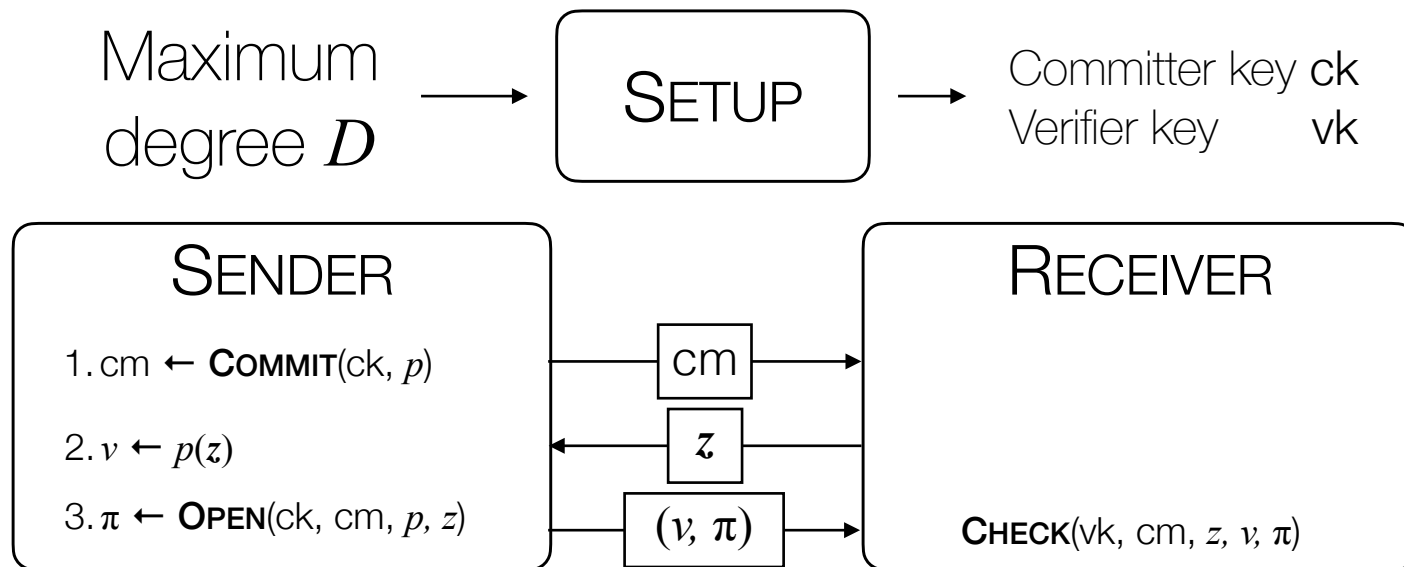 Maximum
degree D
SETUP
Committer key ck
Verifier key vk
SENDER
1. cm ← COMMIT(ck, p)
2. v ← p(z)
3. π ← OPEN(ck, cm, p, z)
cm
z
(v, π)
RECEIVER
CHECK(vk, cm, z, v, π)